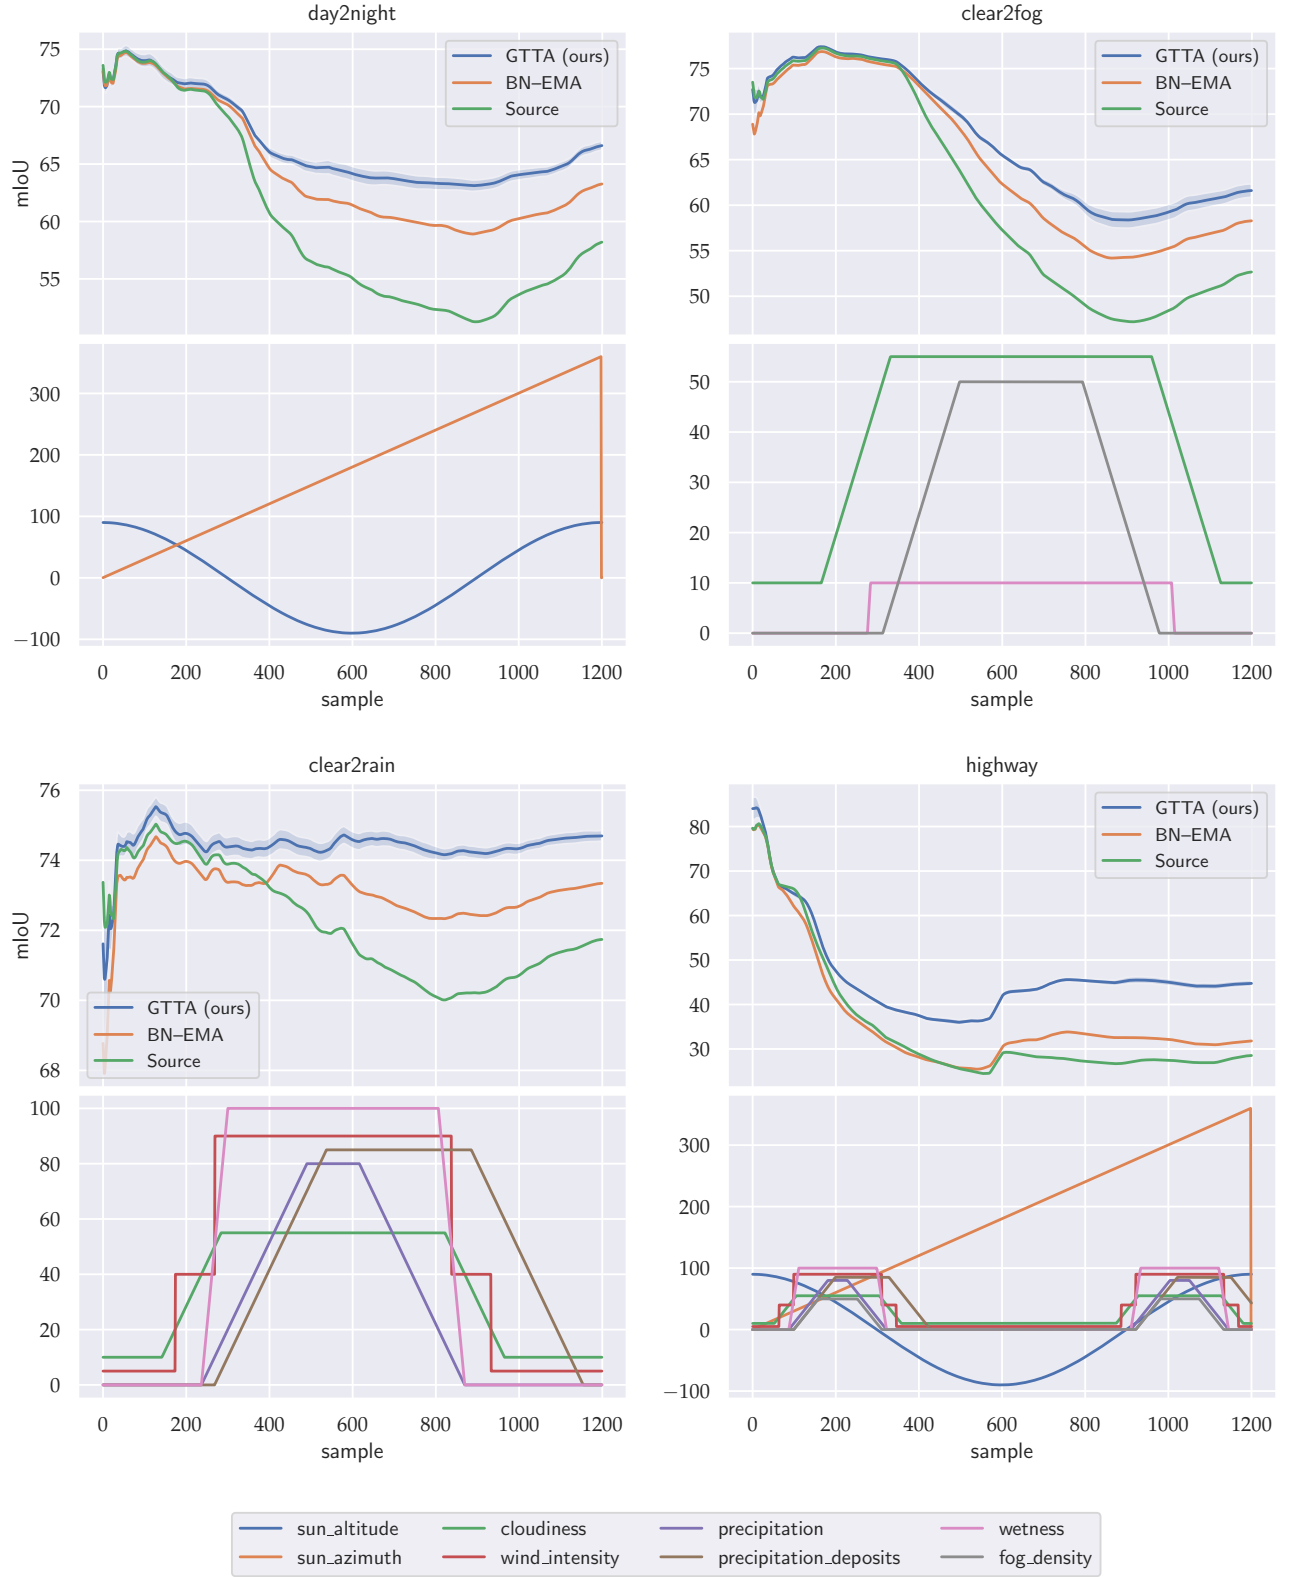 day2night
75
70
65
60
55
mIoU
GTTA (ours)
BN–EMA
Source
300
200
100
0
−100
0 200 400 600 800 1000 1200
sample
clear2fog
75
70
65
60
55
50
GTTA (ours)
BN–EMA
Source
50
40
30
20
10
0
0 200 400 600 800 1000 1200
sample
clear2rain
76
74
72
70
68
mIoU
GTTA (ours)
BN–EMA
Source
100
80
60
40
20
0
0 200 400 600 800 1000 1200
sample
highway
80
70
60
50
40
30
GTTA (ours)
BN–EMA
Source
300
200
100
0
−100
0 200 400 600 800 1000 1200
sample
sun_altitude cloudiness precipitation wetness
sun_azimuth wind_intensity precipitation_deposits fog_density